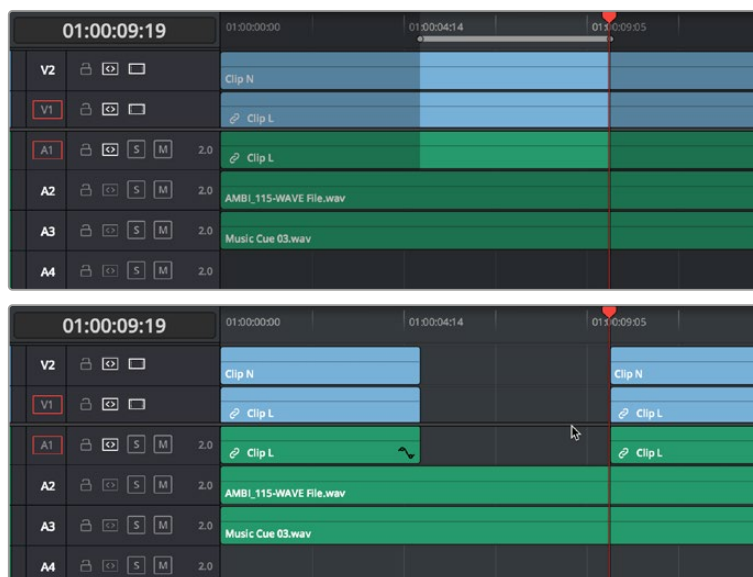 01:00:09:19 01:00:00:00 01:00:04:14 01:00:09:05
V2 Clip N
V1 Clip L
A1 S M 2.0 Clip L
A2 S M 2.0 AMBI_115-WAVE File.wav
A3 S M 2.0 Music Cue 03.wav
A4 S M 2.0
01:00:09:19 01:00:00:00 01:00:04:14 01:00:09:05
V2 Clip N Clip N
V1 Clip L Clip L
A1 S M 2.0 Clip L Clip L
A2 S M 2.0 AMBI_115-WAVE File.wav
A3 S M 2.0 Music Cue 03.wav
A4 S M 2.0